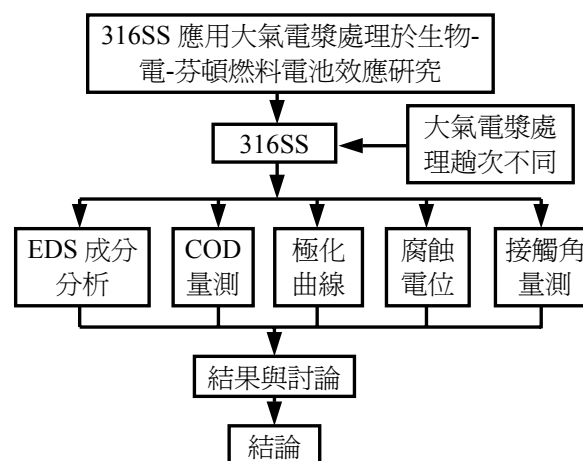 316SS 應用大氣電漿處理於生物-
電-芬頓燃料電池效應研究
316SS
大氣電漿處
理趟次不同
EDS 成分
分析
COD
量測
極化
曲線
腐蝕
電位
接觸角
量測
結果與討論
結論